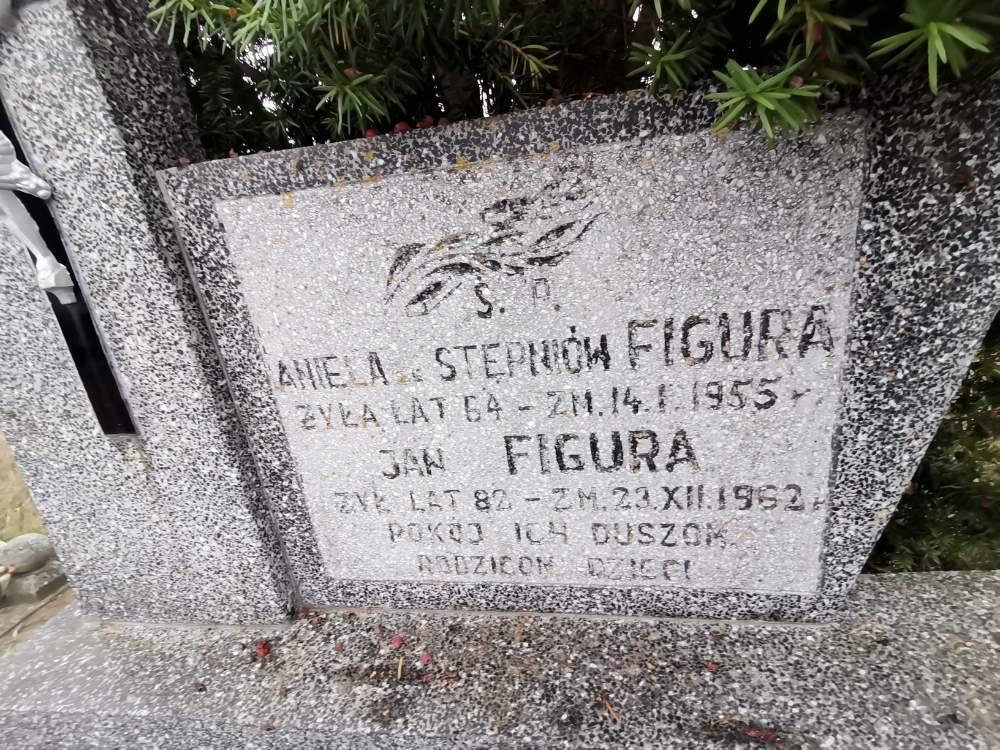 Ś. P.
ANIELA Z STĘPNIÓW FIGURA
ŻYŁA LAT 64 – ZM. 14.I.1955 r.
JAN FIGURA
ŻYŁ LAT 82 – ZM. 23.XII.1962 r.
POKÓJ ICH DUSZOM
RODZICOM DZIECI